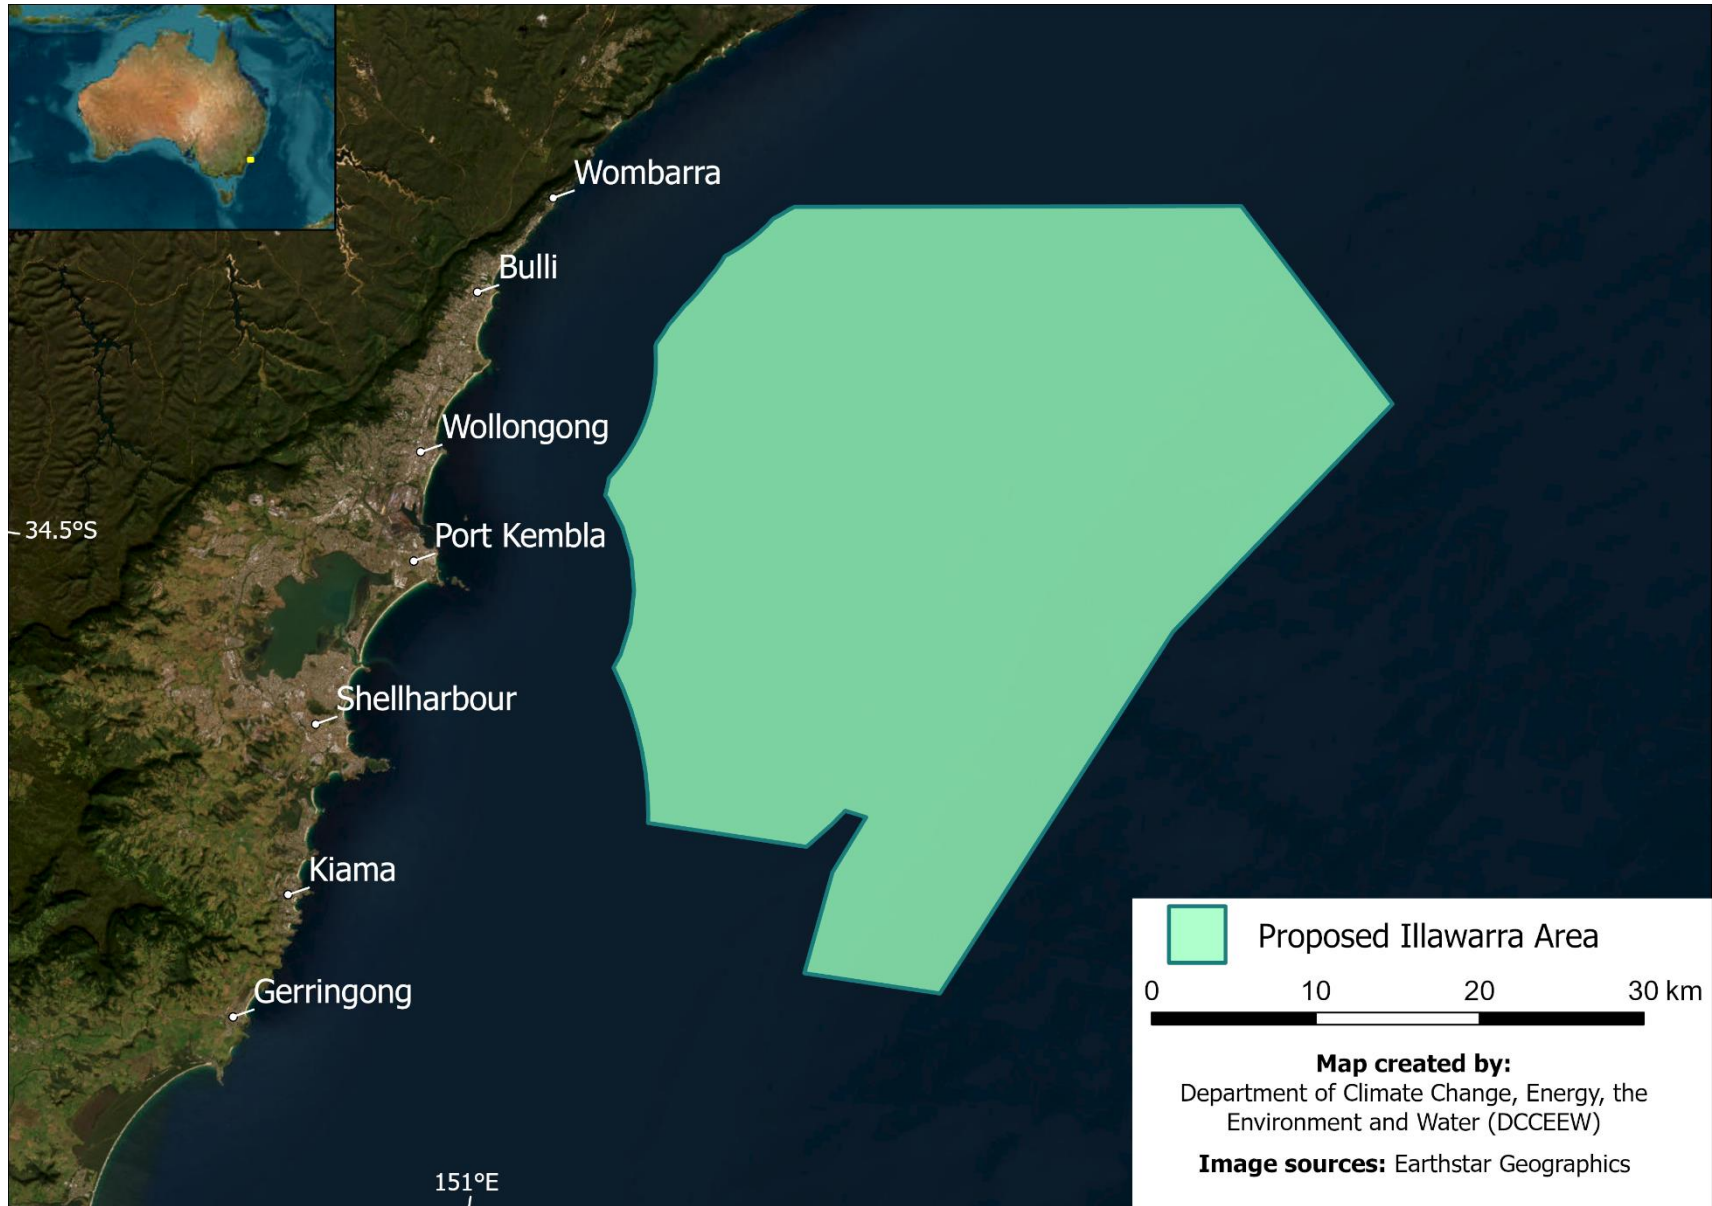 Wombarra
Bulli
Wollongong
34.5°S
Port Kembla
Shellharbour
Kiama
Gerringong
151°E
Proposed Illawarra Area
0 10 20 30 km
Map created by:
Department of Climate Change, Energy, the
Environment and Water (DCCEEW)
Image sources: Earthstar Geographics